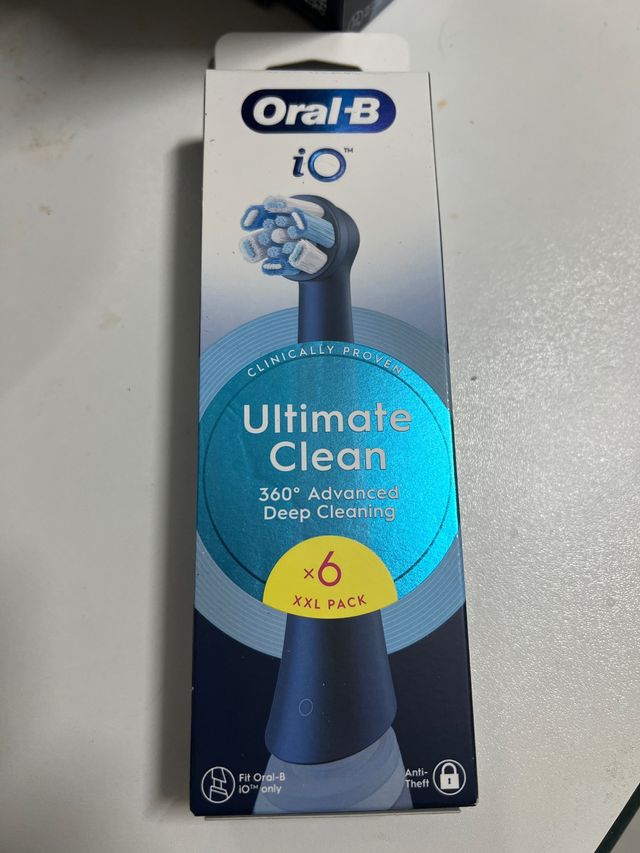 Oral-B
iO™
CLINICALLY PROVEN
Ultimate
Clean
360° Advanced
Deep Cleaning
x6
XXL PACK
Fit Oral-B
iO™ only
Anti-
Theft